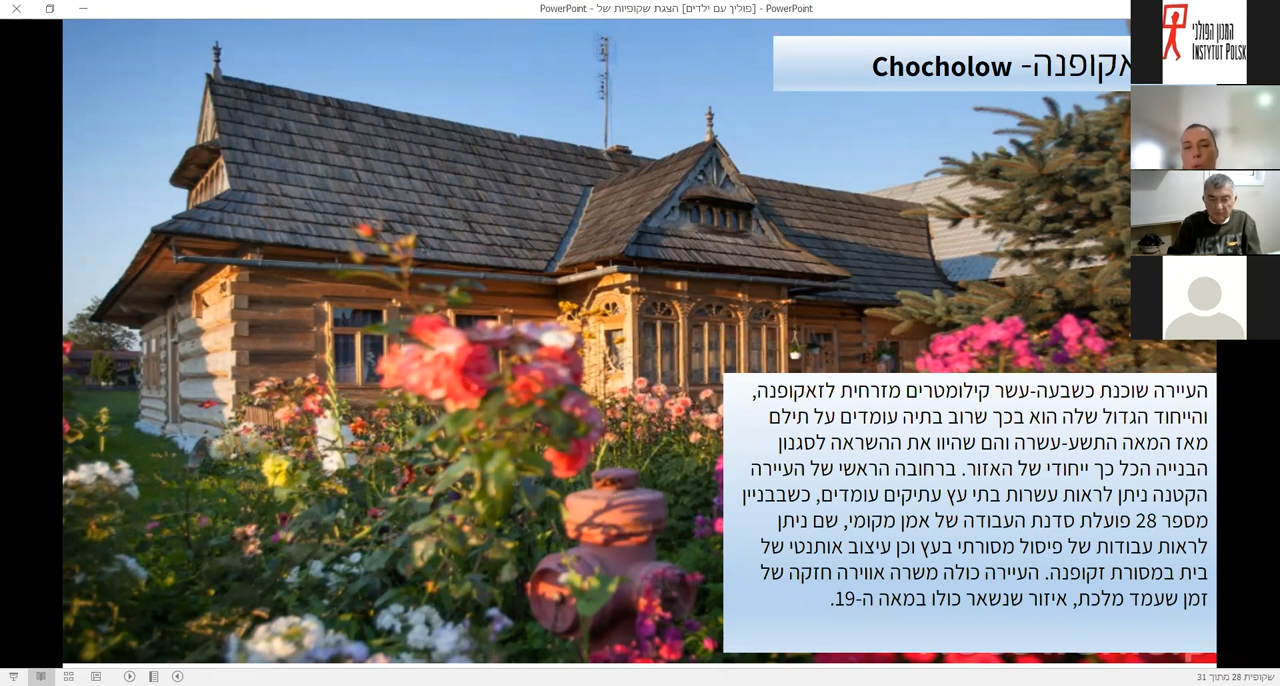 PowerPoint - [פוליך עם ילדים] הצגת שקופיות של - PowerPoint
המכון הפולני
INSTYTUT POLSK
אקופנה- Chocholow
העיירה שוכנת כשבעה-עשר קילומטרים מזרחית לזאקופנה,
והייחוד הגדול שלה הוא בכך שרוב בתיה עומדים על תילם
מאז המאה התשע-עשרה והם שהיוו את ההשראה לסגנון
הבנייה הכל כך ייחודי של האזור. ברחובה הראשי של העיירה
הקטנה ניתן לראות עשרות בתי עץ עתיקים עומדים, כשבבניין
מספר 28 פועלת סדנת העבודה של אמן מקומי, שם ניתן
לראות עבודות של פיסול מסורתי בעץ וכן עיצוב אותנטי של
בית במסורת זקופנה. העיירה כולה משרה אווירה חזקה של
זמן שעמד מלכת, איזור שנשאר כולו במאה ה-19.
שקופית 28 מתוך 31